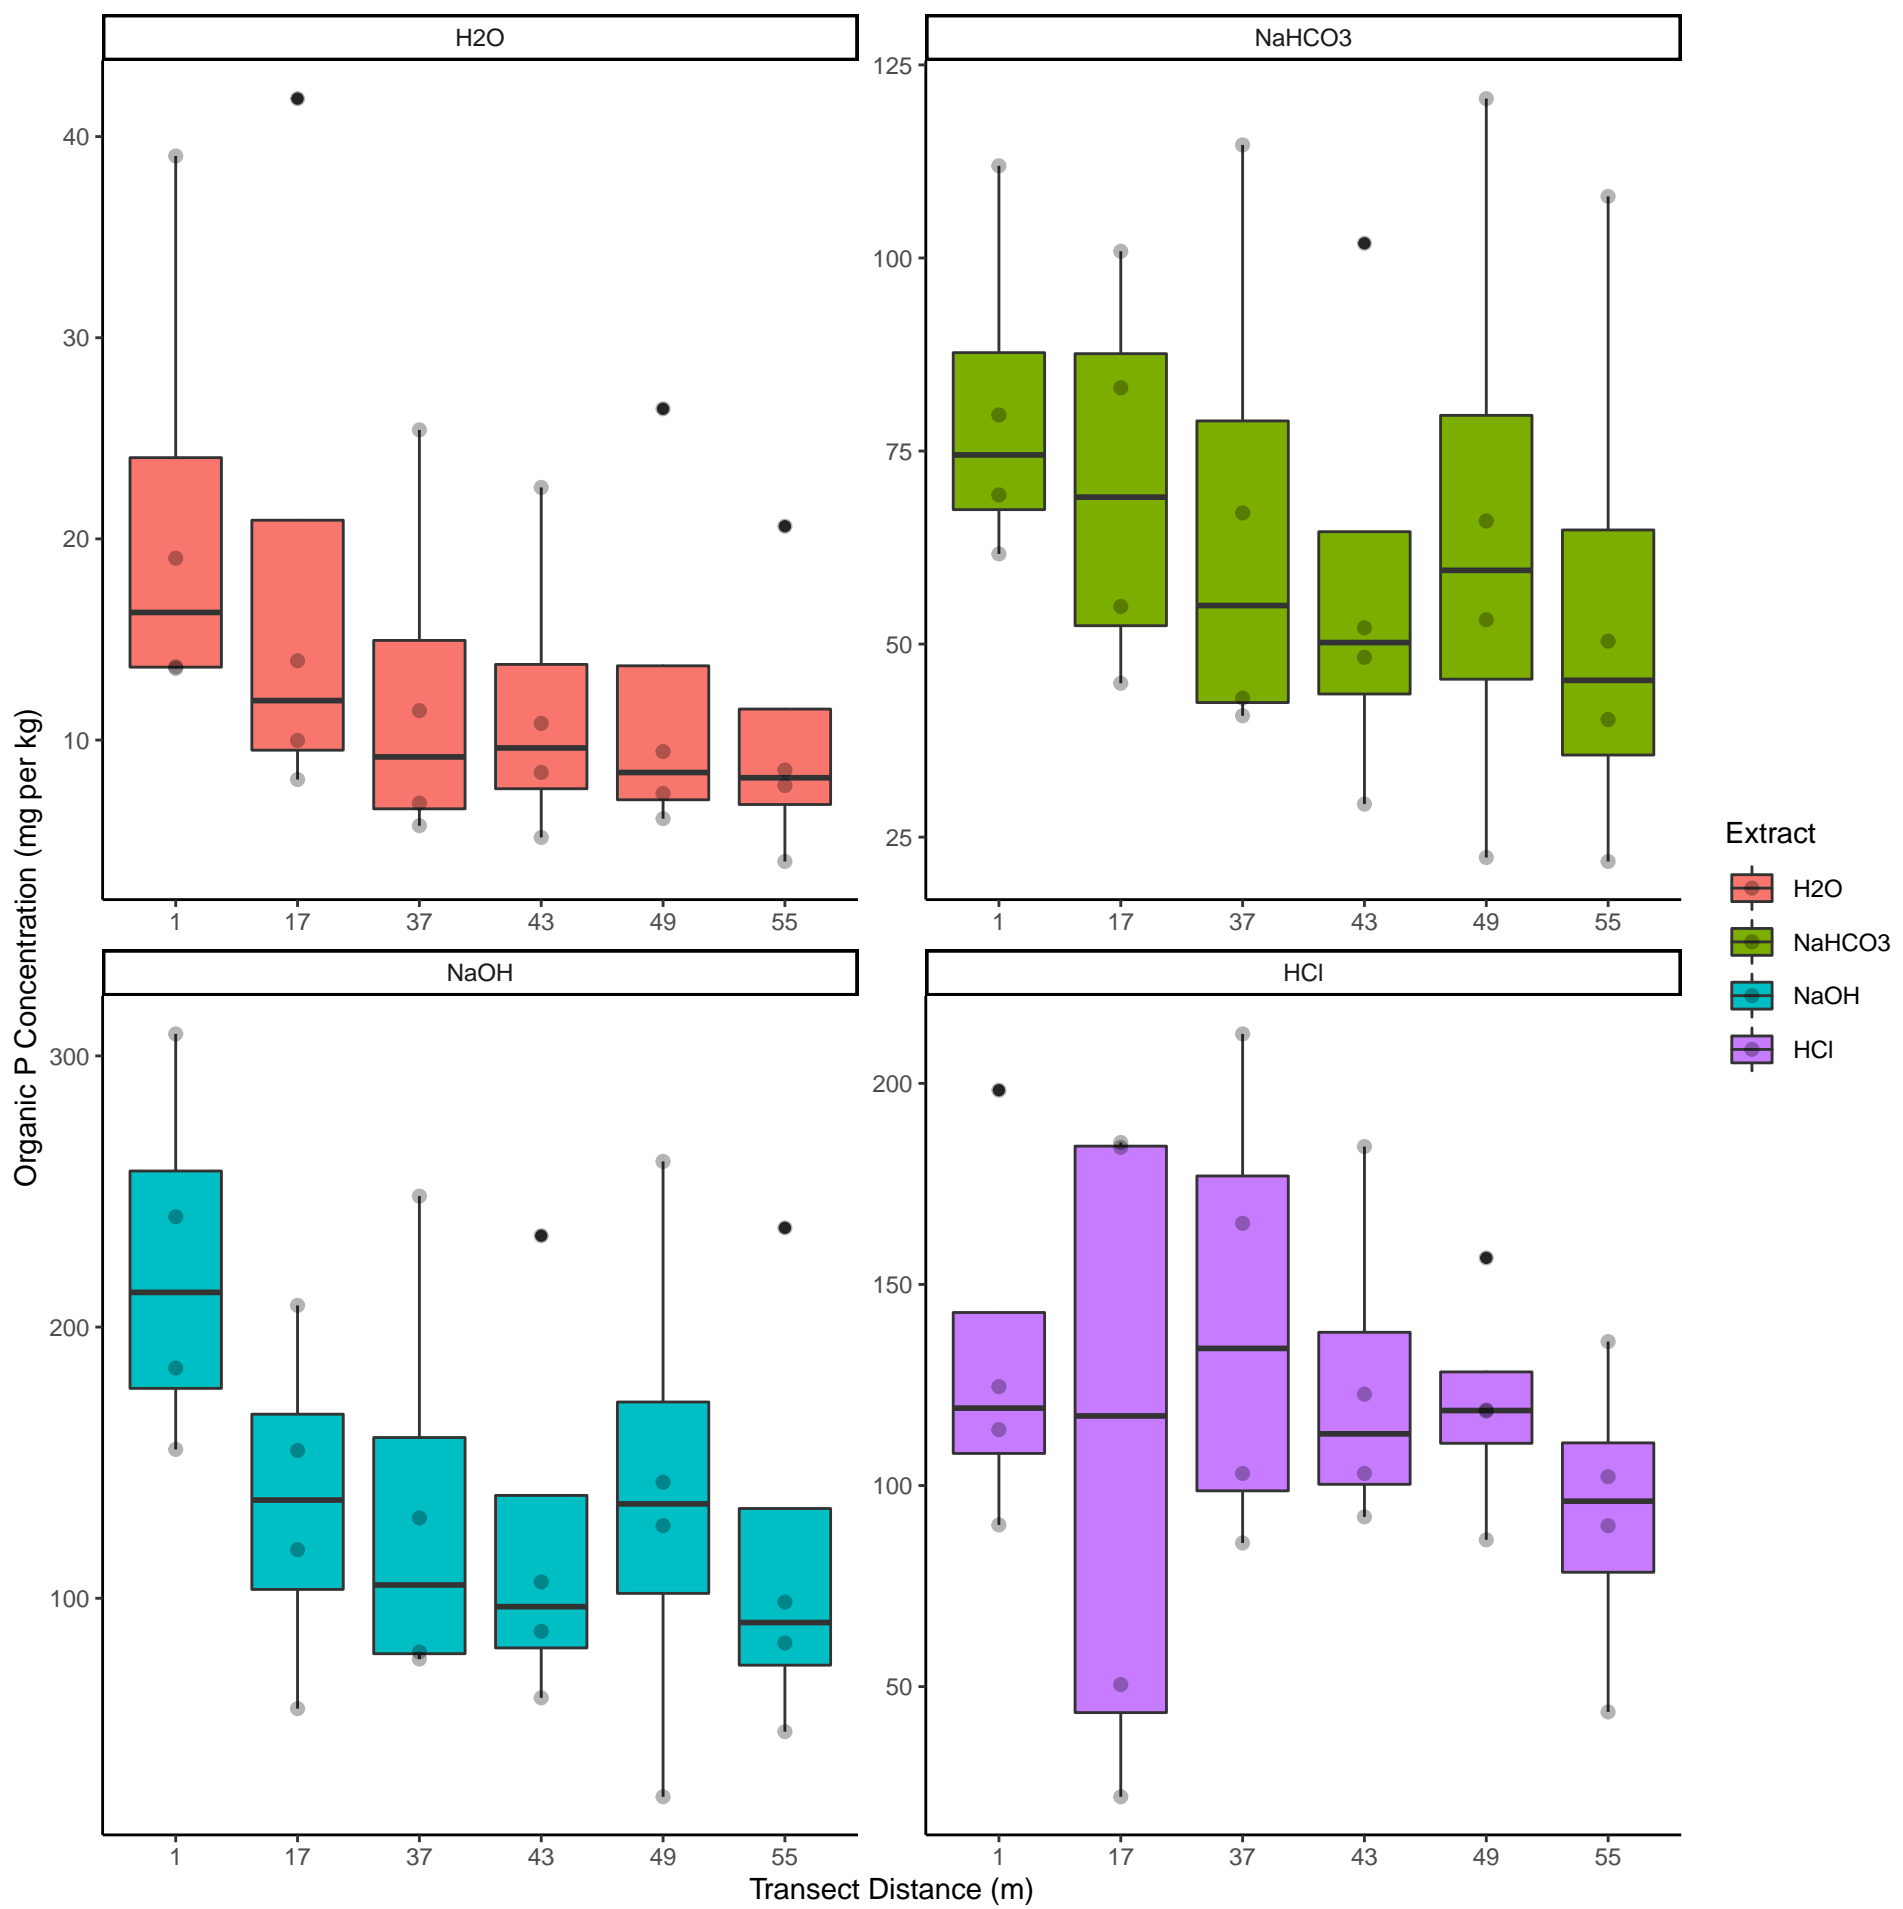 H2O
NaHCO3
40
30
20
10
125
100
75
50
25
1 17 37 43 49 55
1 17 37 43 49 55
Organic P Concentration (mg per kg)
NaOH
HCl
300
200
100
200
150
100
50
1 17 37 43 49 55
1 17 37 43 49 55
Transect Distance (m)
Extract
H2O
NaHCO3
NaOH
HCl